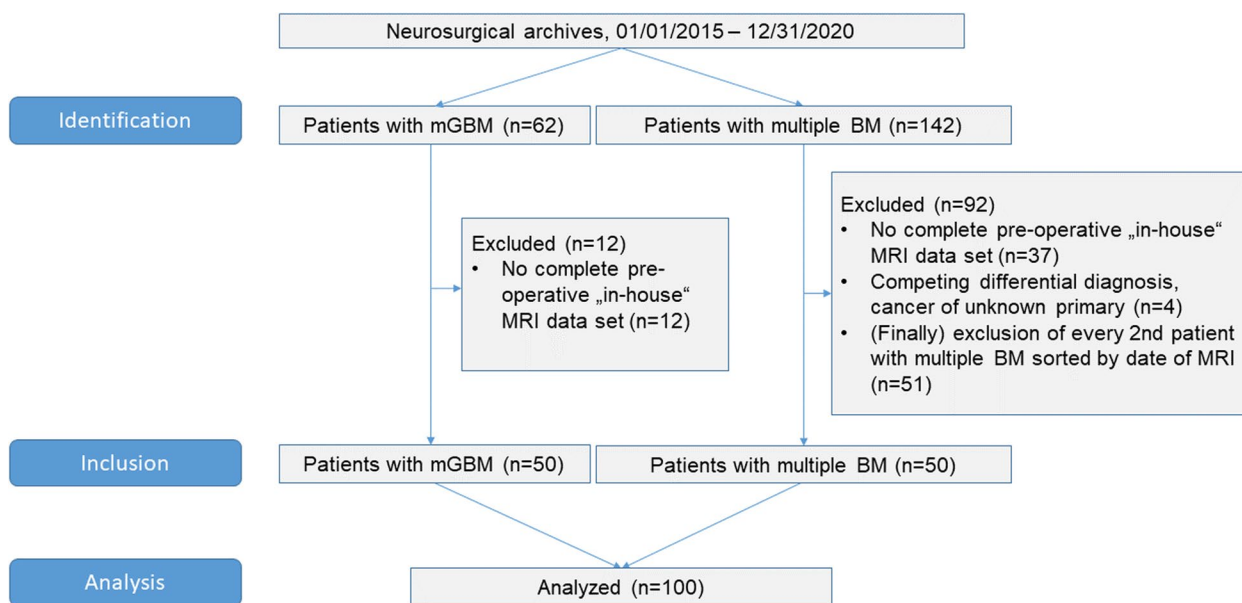 Neurosurgical archives, 01/01/2015 – 12/31/2020
Identification
Patients with mGBM (n=62)
Patients with multiple BM (n=142)
Excluded (n=12)
• No complete pre-
operative „in-house“
MRI data set (n=12)
Excluded (n=92)
• No complete pre-operative „in-house“
MRI data set (n=37)
• Competing differential diagnosis,
cancer of unknown primary (n=4)
• (Finally) exclusion of every 2nd patient
with multiple BM sorted by date of MRI
(n=51)
Inclusion
Patients with mGBM (n=50)
Patients with multiple BM (n=50)
Analysis
Analyzed (n=100)